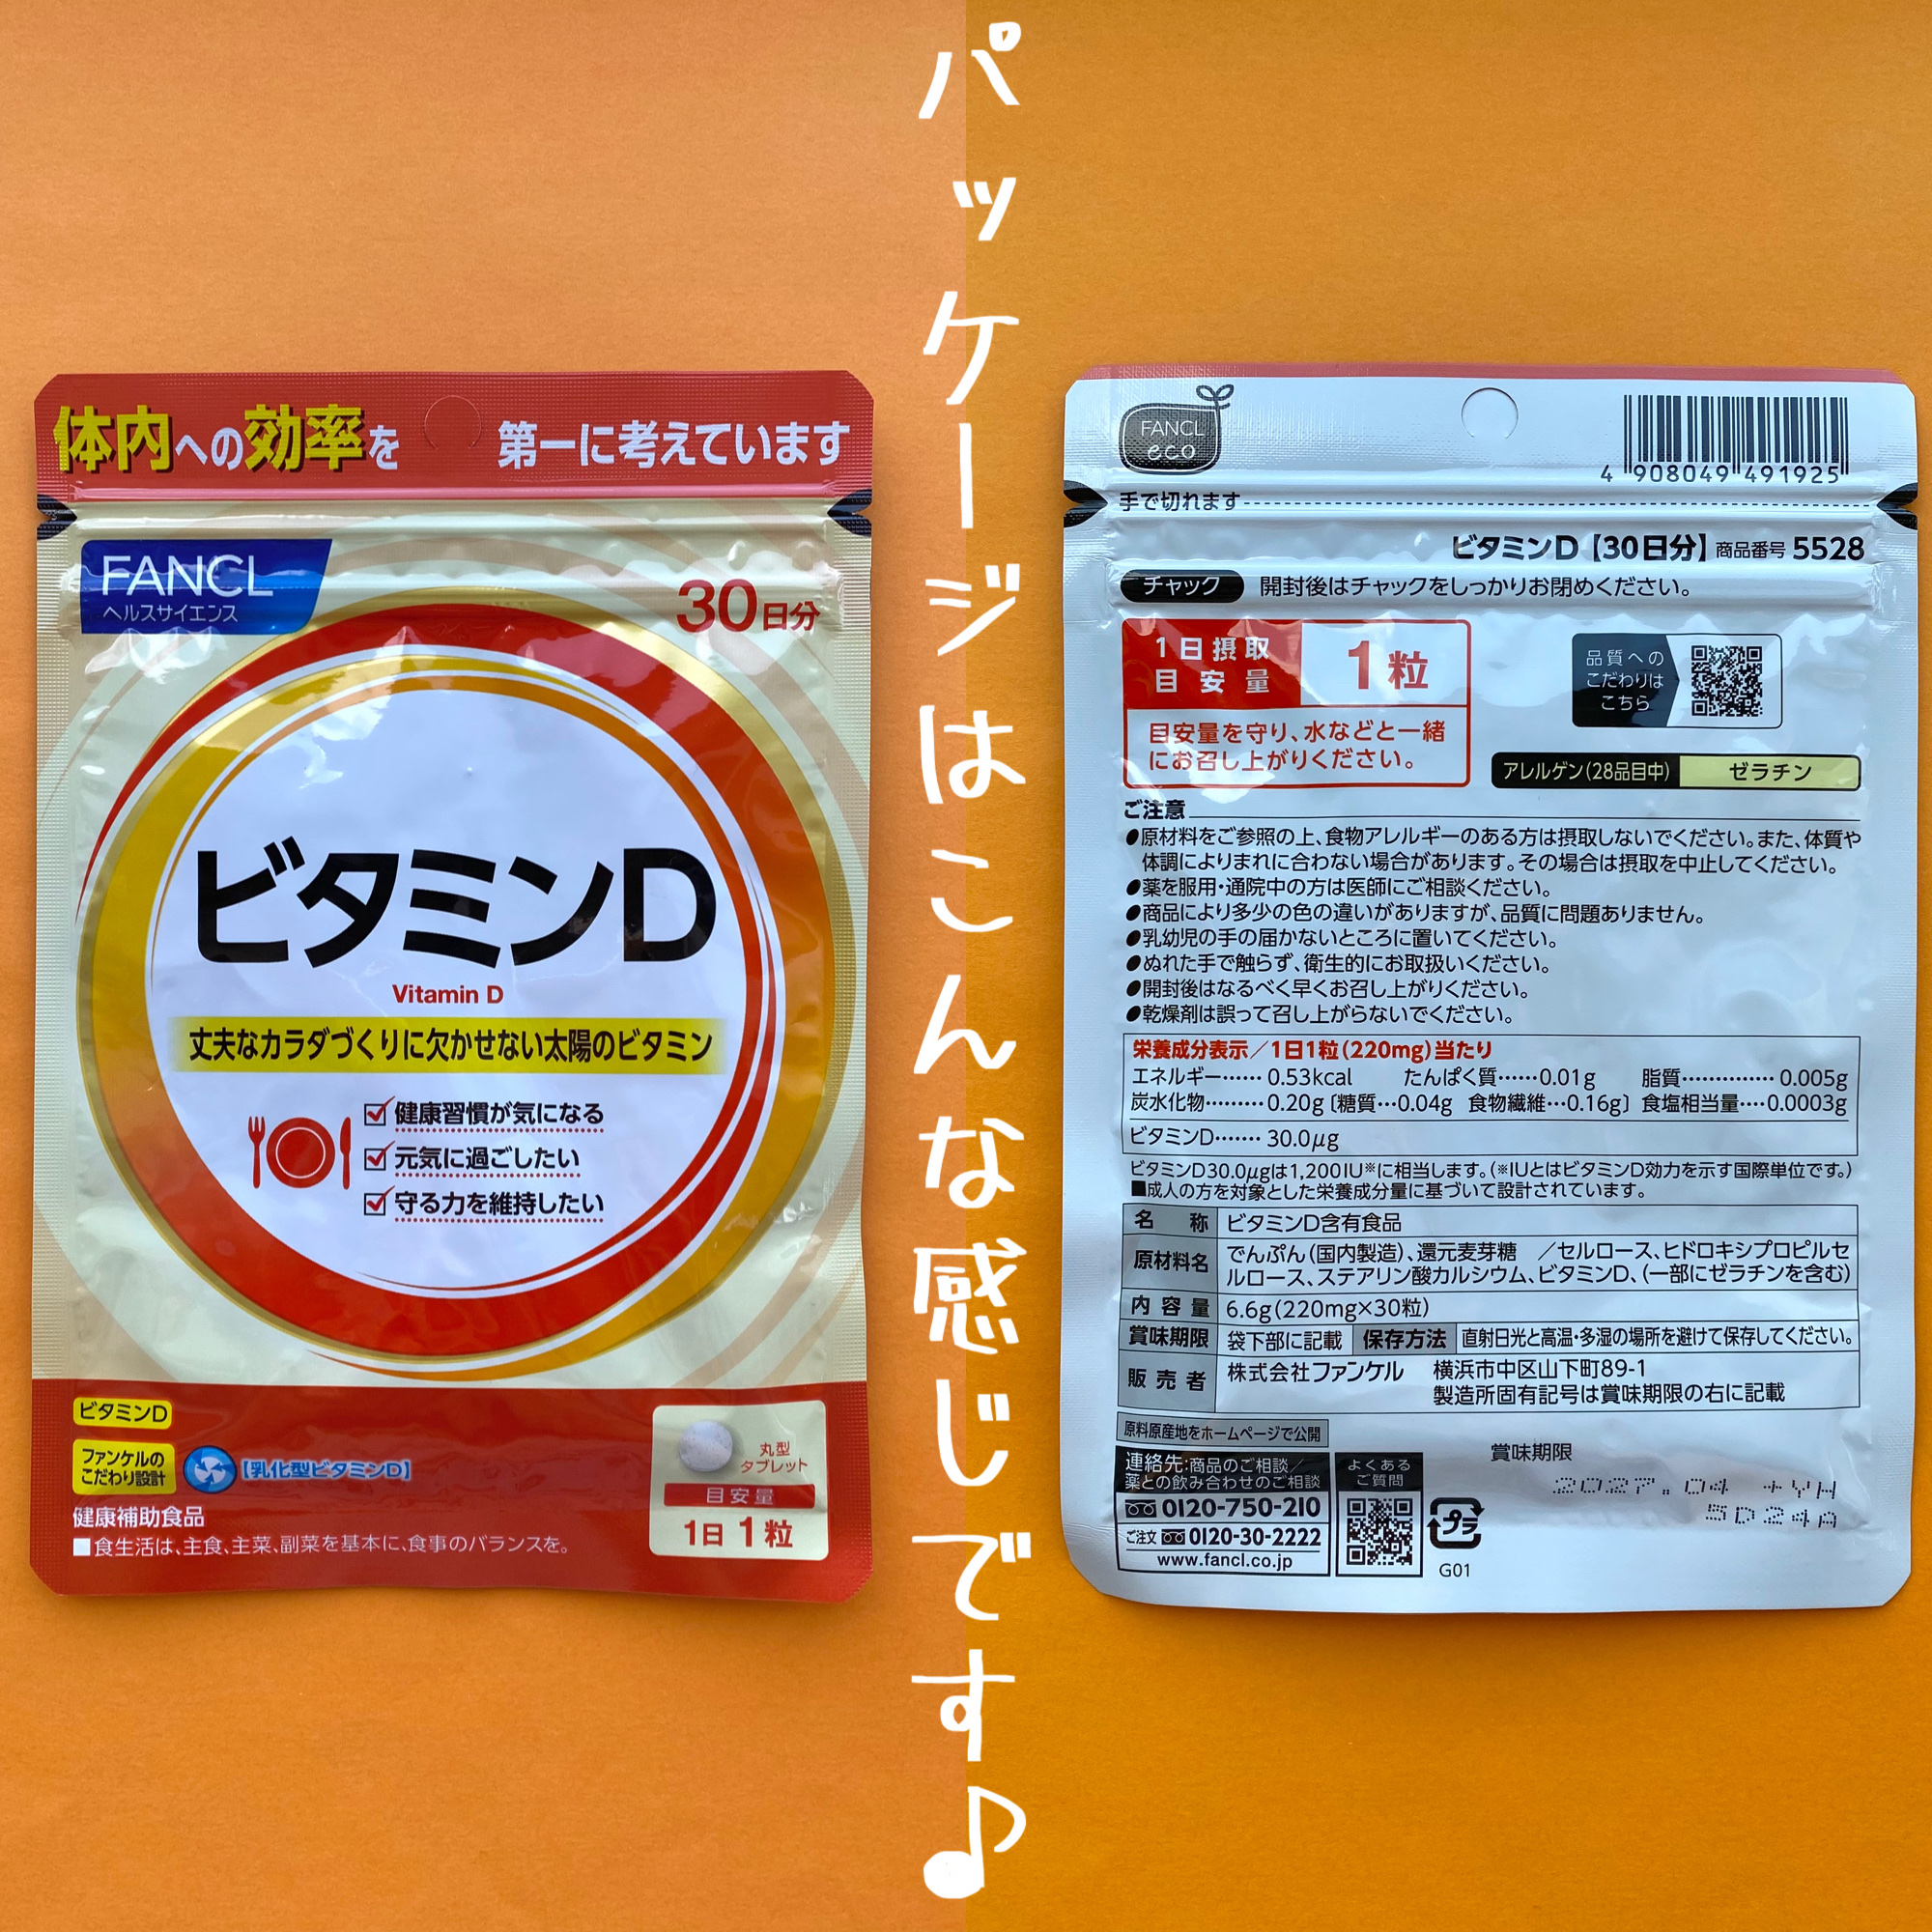 パッケージはこんな感じです♪
体内への効率を 第一に考えています
FANCL
ヘルスサイエンス
30日分
ビタミンD
Vitamin D
丈夫なカラダづくりに欠かせない太陽のビタミン
健康習慣が気になる
元気に過ごしたい
守る力を維持したい
ビタミンD
ファンケルの
こだわり設計
【乳化型ビタミンD】
健康補助食品
■食生活は、主食、主菜、副菜を基本に、食事のバランスを。
丸型
タブレット
目安量
1日1粒
FANCL
eco
4 908049 491925
手で切れます
ビタミンD【30日分】商品番号 5528
チャック 開封後はチャックをしっかりお閉めください。
1日摂取
目安量
1粒
目安量を守り、水などと一緒
にお召し上がりください。
品質への
こだわりは
こちら
アレルゲン(28品目中) ゼラチン
ご注意
●原材料をご参照の上、食物アレルギーのある方は摂取しないでください。また、体質や
体調によりまれに合わない場合があります。その場合は摂取を中止してください。
●薬を服用・通院中の方は医師にご相談ください。
●商品により多少の色の違いがありますが、品質に問題ありません。
●乳幼児の手の届かないところに置いてください。
●ぬれた手で触らず、衛生的にお取扱いください。
●開封後はなるべく早くお召し上がりください。
●乾燥剤は誤って召し上がらないでください。
栄養成分表示／1日1粒(220mg)当たり
エネルギー…… 0.53kcal たんぱく質……0.01g 脂質………… 0.005g
炭水化物……… 0.20g〔糖質…0.04g 食物繊維…0.16g〕 食塩相当量…0.0003g
ビタミンD…… 30.0μg
ビタミンD30.0μgは1,200IU※に相当します。(※IUとはビタミンD効力を示す国際単位です。)
■成人の方を対象とした栄養成分量に基づいて設計されています。
名称 ビタミンD含有食品
原材料名 でんぷん(国内製造)、還元麦芽糖 ／セルロース、ヒドロキシプロピルセ
ルロース、ステアリン酸カルシウム、ビタミンD、(一部にゼラチンを含む)
内容量 6.6g(220mg×30粒)
賞味期限 袋下部に記載 保存方法 直射日光と高温・多湿の場所を避けて保存してください。
販売者 株式会社ファンケル 横浜市中区山下町89-1
製造所固有記号は賞味期限の右に記載
原料原産地をホームページで公開
連絡先:商品のご相談／
薬との飲み合わせのご相談
0120-750-210
ご注文 0120-30-2222
www.fancl.co.jp
よくある
ご質問
プラ
G01
賞味期限
2027.04 +YH
5D24A